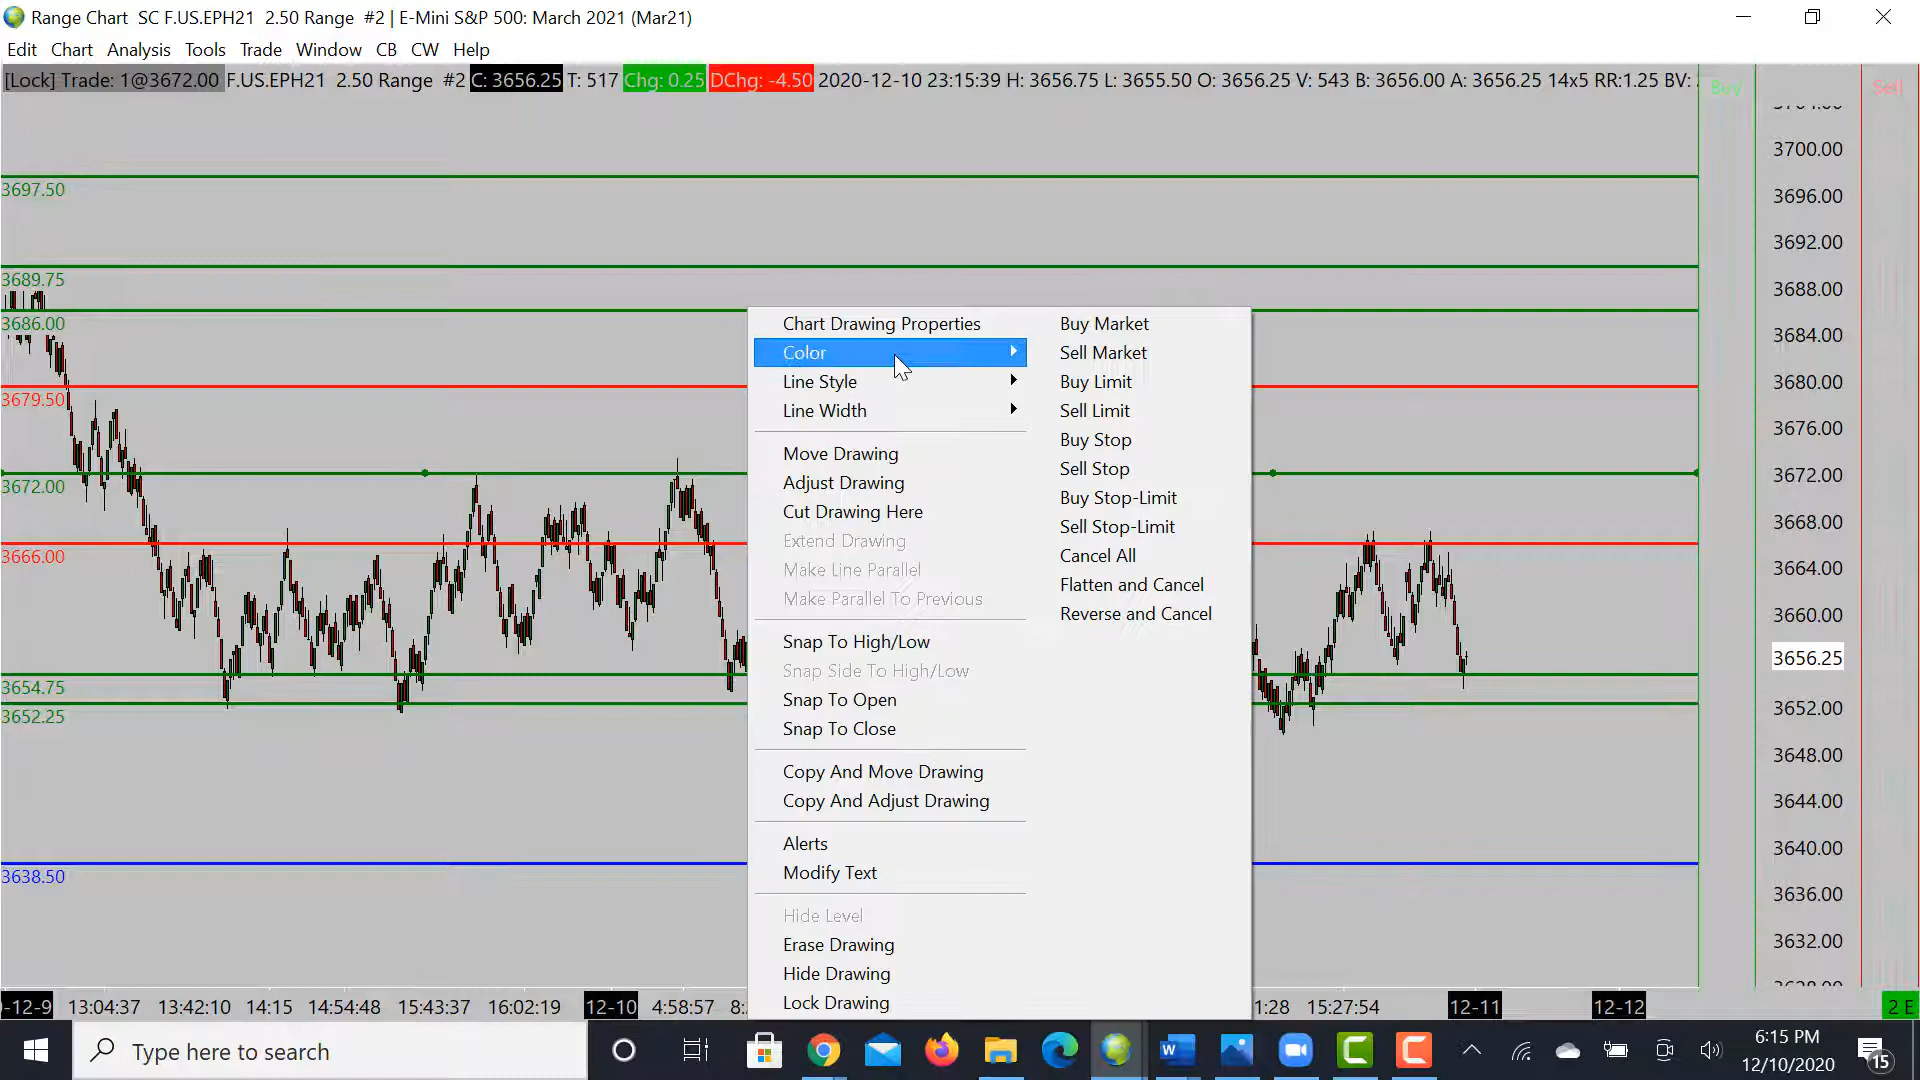 Range Chart SC F.US.EPH21 2.50 Range #2 | E-Mini S&P 500: March 2021 (Mar21)
Edit Chart Analysis Tools Trade Window CB CW Help
[Lock] Trade: 1@3672.00 F.US.EPH21 2.50 Range #2 C: 3656.25 T: 517 Chg: 0.25 DChg: -4.50 2020-12-10 23:15:39 H: 3656.75 L: 3655.50 O: 3656.25 V: 543 B: 3656.00 A: 3656.25 14x5 RR:1.25 BV:
Buy
Sell
3700.00
3696.00
3692.00
3688.00
3684.00
3680.00
3676.00
3672.00
3668.00
3664.00
3660.00
3656.25
3652.00
3648.00
3644.00
3640.00
3636.00
3632.00
3697.50
3689.75
3686.00
3679.50
3672.00
3666.00
3654.75
3652.25
3638.50
Chart Drawing Properties
Color
Line Style
Line Width
Move Drawing
Adjust Drawing
Cut Drawing Here
Extend Drawing
Make Line Parallel
Make Parallel To Previous
Snap To High/Low
Snap Side To High/Low
Snap To Open
Snap To Close
Copy And Move Drawing
Copy And Adjust Drawing
Alerts
Modify Text
Hide Level
Erase Drawing
Hide Drawing
Lock Drawing
Buy Market
Sell Market
Buy Limit
Sell Limit
Buy Stop
Sell Stop
Buy Stop-Limit
Sell Stop-Limit
Cancel All
Flatten and Cancel
Reverse and Cancel
-12-9 13:04:37 13:42:10 14:15 14:54:48 15:43:37 16:02:19 12-10 4:58:57 8: 1:28 15:27:54 12-11 12-12 2 E
Type here to search
W
6:15 PM
12/10/2020
15